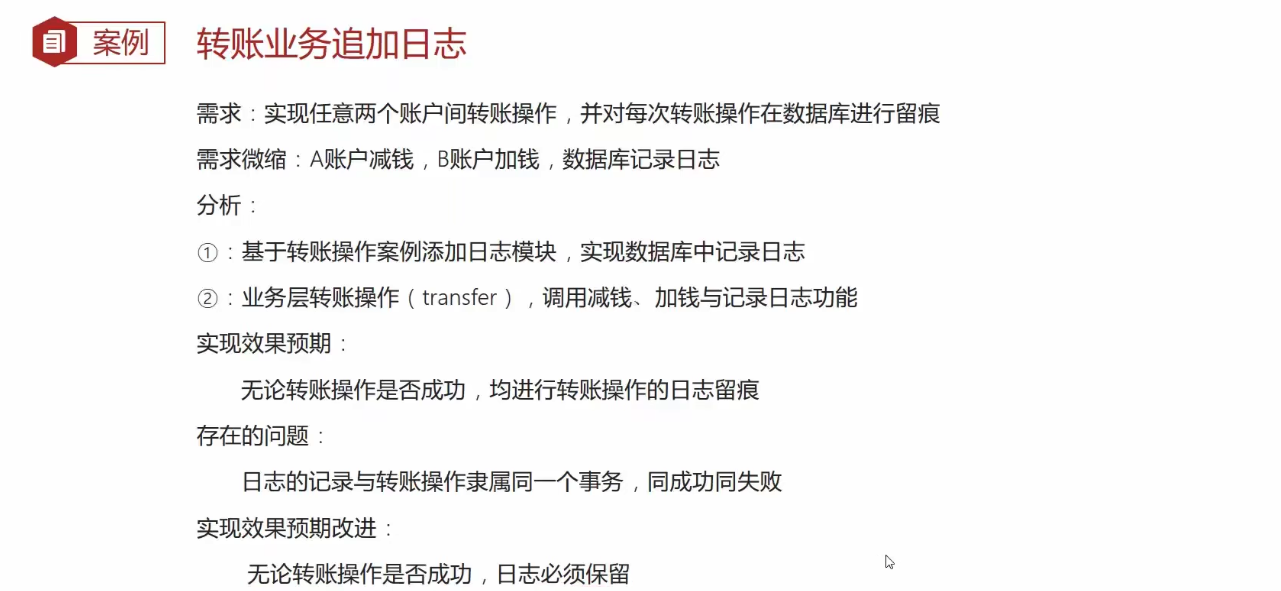 案例 转账业务追加日志
需求：实现任意两个账户间转账操作，并对每次转账操作在数据库进行留痕
需求微缩：A账户减钱，B账户加钱，数据库记录日志
分析：
①：基于转账操作案例添加日志模块，实现数据库中记录日志
②：业务层转账操作（transfer），调用减钱、加钱与记录日志功能
实现效果预期：
无论转账操作是否成功，均进行转账操作的日志留痕
存在的问题：
日志的记录与转账操作隶属同一个事务，同成功同失败
实现效果预期改进：
无论转账操作是否成功，日志必须保留